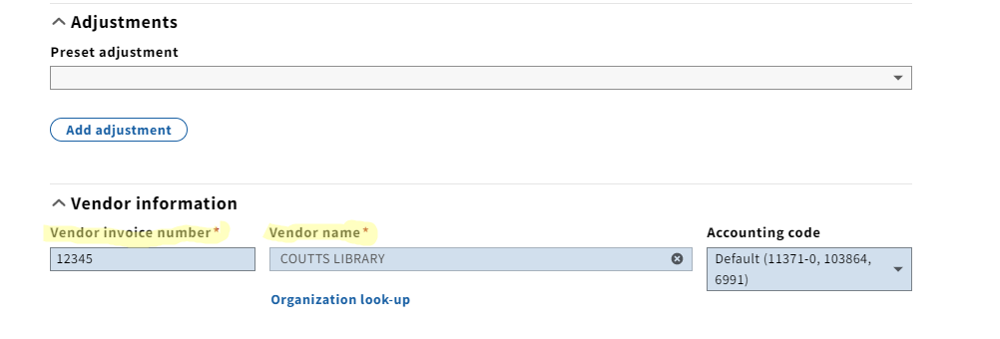 Adjustments
Preset adjustment
Add adjustment
Vendor information
Vendor invoice number* Vendor name* Accounting code
12345 COUTTS LIBRARY Default (11371-0, 103864,
6991)
Organization look-up